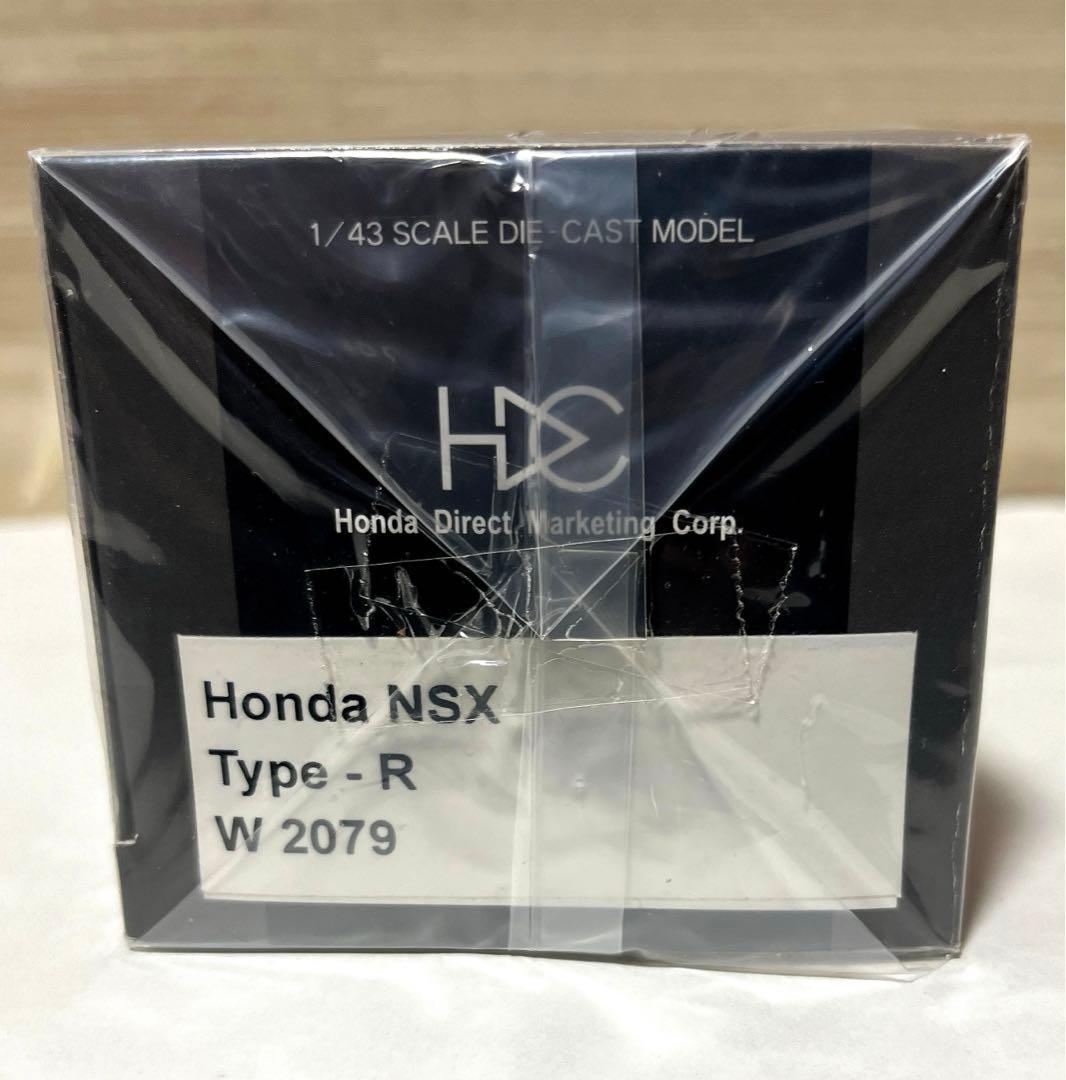 1/43 SCALE DIE-CAST MODEL
HDC
Honda Direct Marketing Corp.
Honda NSX
Type - R
W 2079